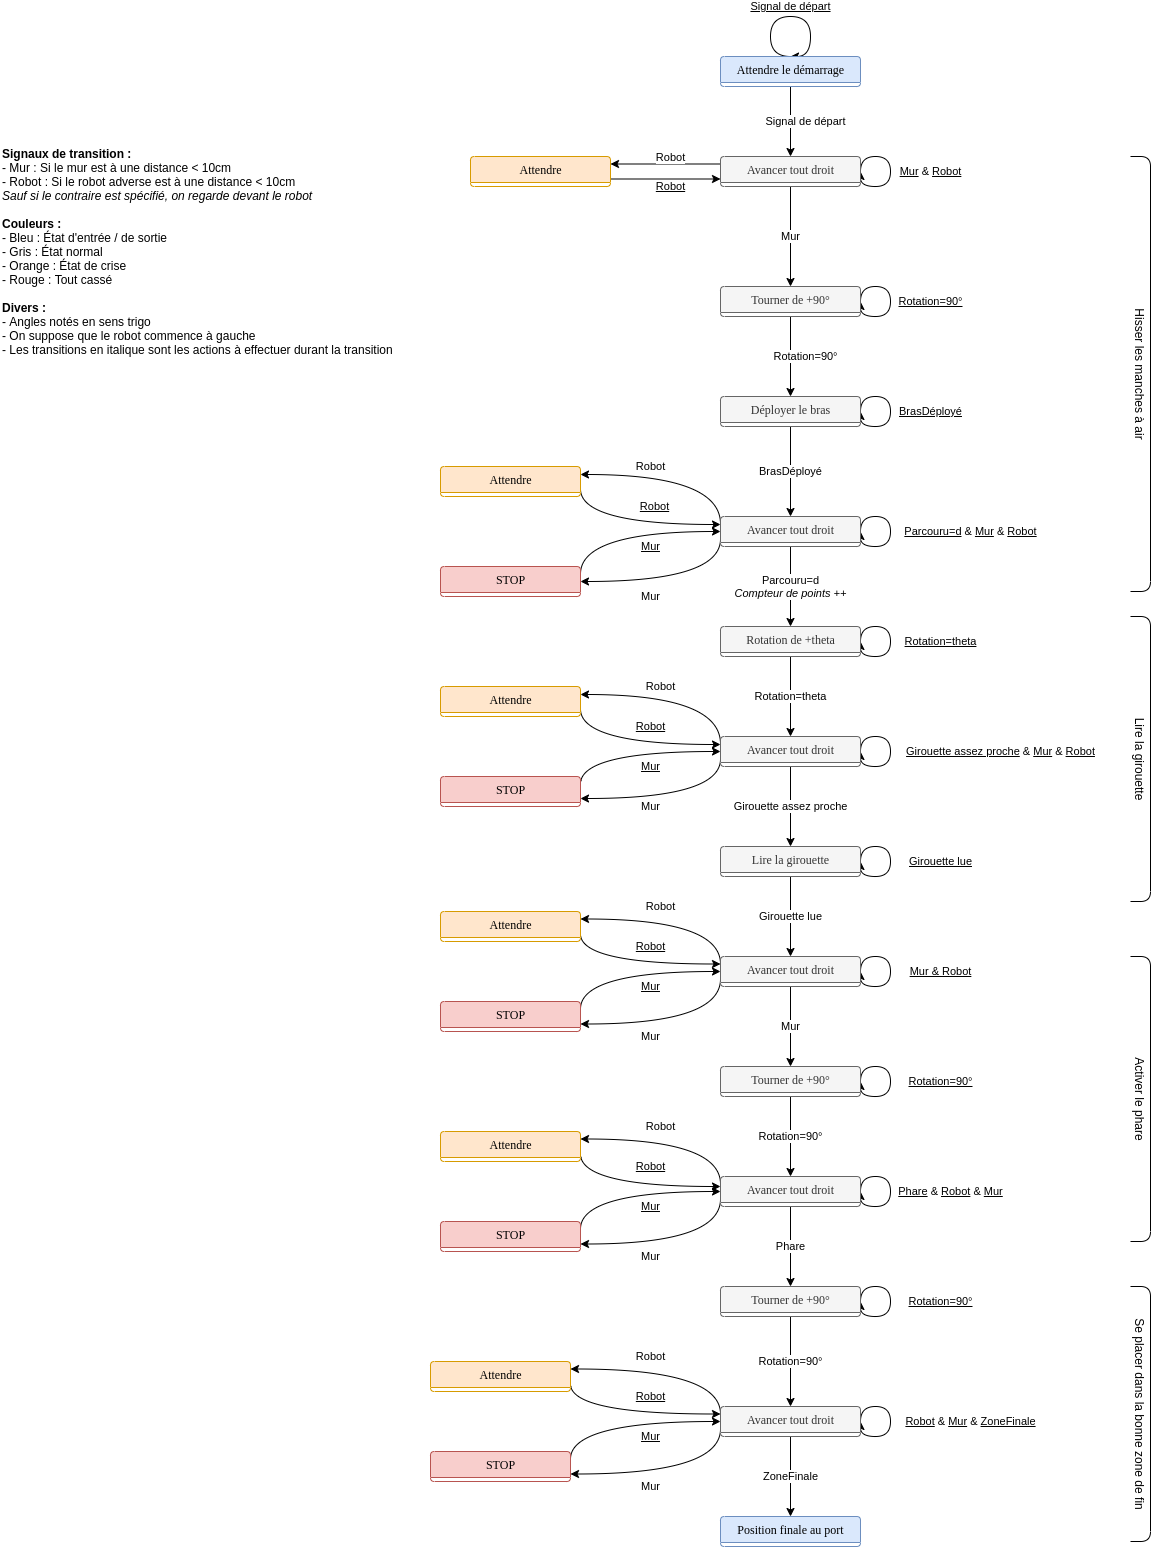 Signal de départ
Attendre le démarrage
Signal de départ
Signaux de transition :
- Mur : Si le mur est à une distance < 10cm
- Robot : Si le robot adverse est à une distance < 10cm
Sauf si le contraire est spécifié, on regarde devant le robot
Couleurs :
- Bleu : État d'entrée / de sortie
- Gris : État normal
- Orange : État de crise
- Rouge : Tout cassé
Divers :
- Angles notés en sens trigo
- On suppose que le robot commence à gauche
- Les transitions en italique sont les actions à effectuer durant la transition
Attendre
Robot
Robot
Avancer tout droit
Mur & Robot
Mur
Tourner de +90°
Rotation=90°
Rotation=90°
Déployer le bras
BrasDéployé
BrasDéployé
Hisser les manches à air
Attendre
Robot
Robot
Avancer tout droit
Parcouru=d & Mur & Robot
Mur
STOP
Mur
Parcouru=d
Compteur de points ++
Rotation de +theta
Rotation=theta
Rotation=theta
Attendre
Robot
Robot
Avancer tout droit
Girouette assez proche & Mur & Robot
Mur
STOP
Mur
Girouette assez proche
Lire la girouette
Girouette lue
Girouette lue
Lire la girouette
Attendre
Robot
Robot
Avancer tout droit
Mur & Robot
Mur
STOP
Mur
Mur
Tourner de +90°
Rotation=90°
Rotation=90°
Activer le phare
Attendre
Robot
Robot
Avancer tout droit
Phare & Robot & Mur
Mur
STOP
Mur
Phare
Tourner de +90°
Rotation=90°
Rotation=90°
Attendre
Robot
Robot
Avancer tout droit
Robot & Mur & ZoneFinale
Mur
STOP
Mur
ZoneFinale
Se placer dans la bonne zone de fin
Position finale au port